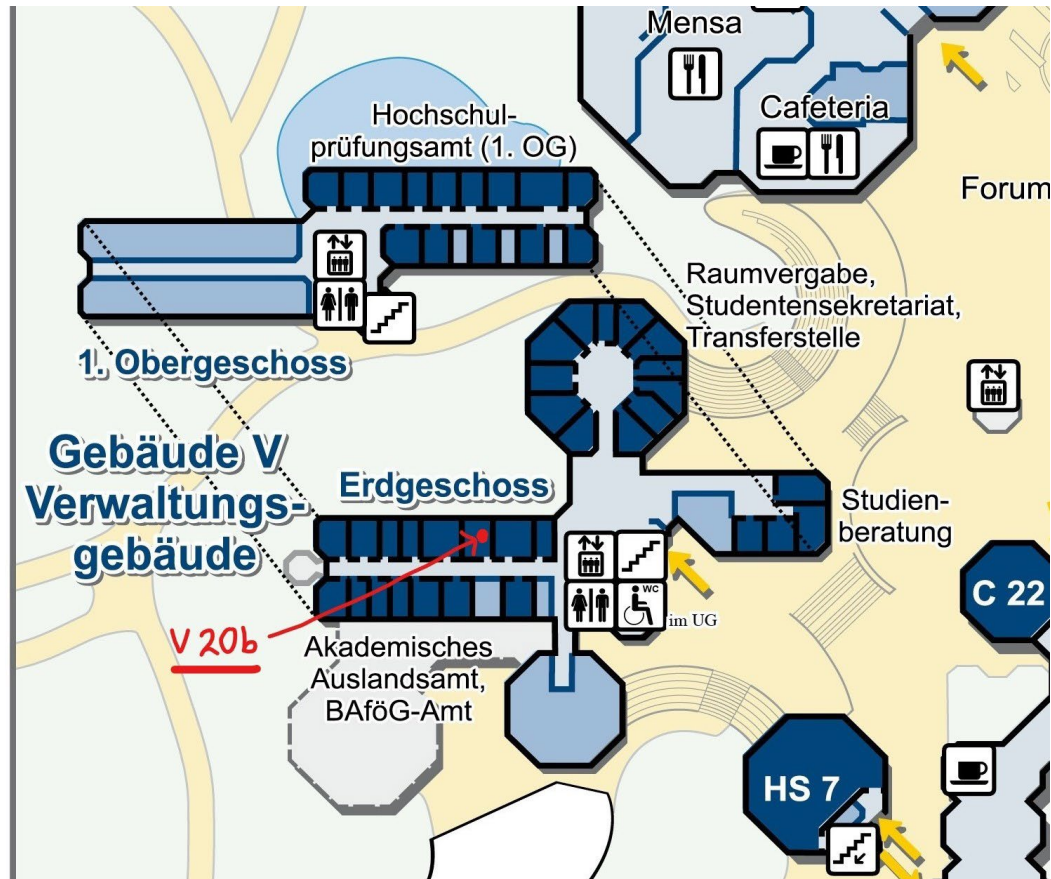 Mensa
Cafeteria
Forum
Hochschul-
prüfungsamt (1. OG)
Raumvergabe,
Studentensekretariat,
Transferstelle
1. Obergeschoss
Gebäude V
Verwaltungs-
gebäude
Erdgeschoss
Studien-
beratung
WC
im UG
C 22
V 20b
Akademisches
Auslandsamt,
BAföG-Amt
HS 7